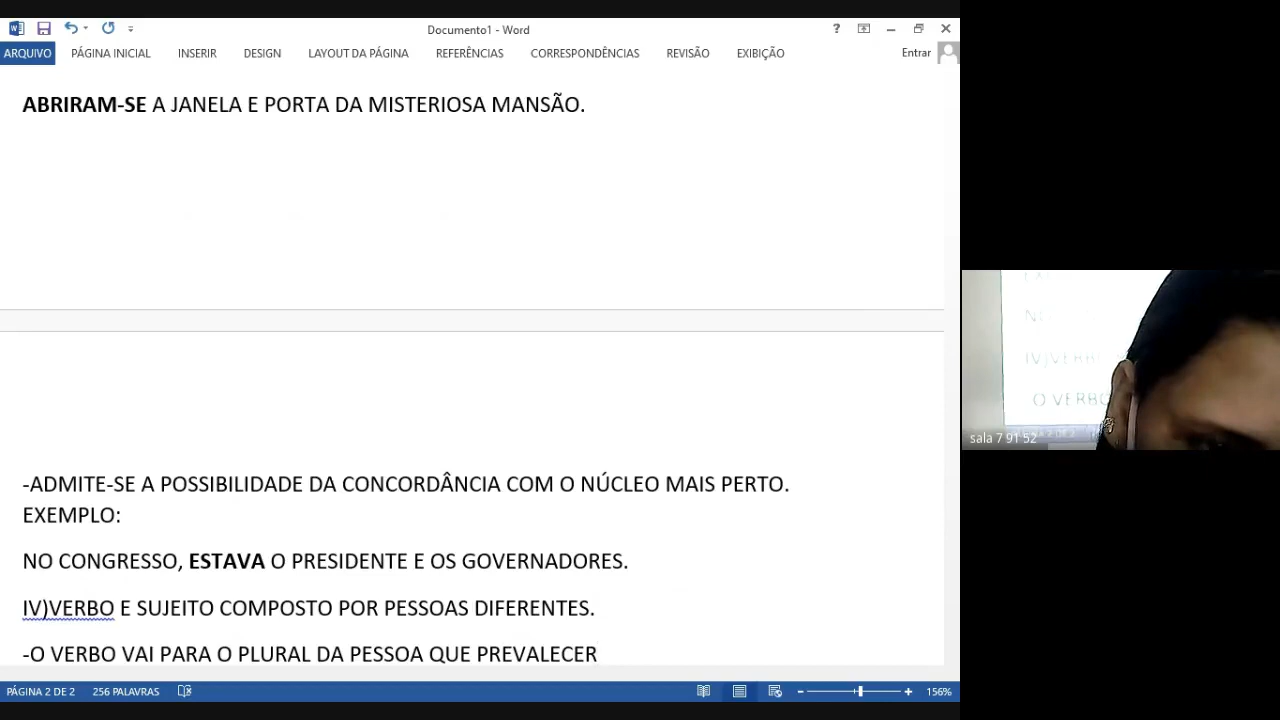 Documento1 - Word
?
ARQUIVO PÁGINA INICIAL INSERIR DESIGN LAYOUT DA PÁGINA REFERÊNCIAS CORRESPONDÊNCIAS REVISÃO EXIBIÇÃO Entrar
ABRIRAM-SE A JANELA E PORTA DA MISTERIOSA MANSÃO.
-ADMITE-SE A POSSIBILIDADE DA CONCORDÂNCIA COM O NÚCLEO MAIS PERTO.
EXEMPLO:
NO CONGRESSO, ESTAVA O PRESIDENTE E OS GOVERNADORES.
IV)VERBO E SUJEITO COMPOSTO POR PESSOAS DIFERENTES.
-O VERBO VAI PARA O PLURAL DA PESSOA QUE PREVALECER
PÁGINA 2 DE 2 256 PALAVRAS 156%
O VERBO
sala 7 91 52